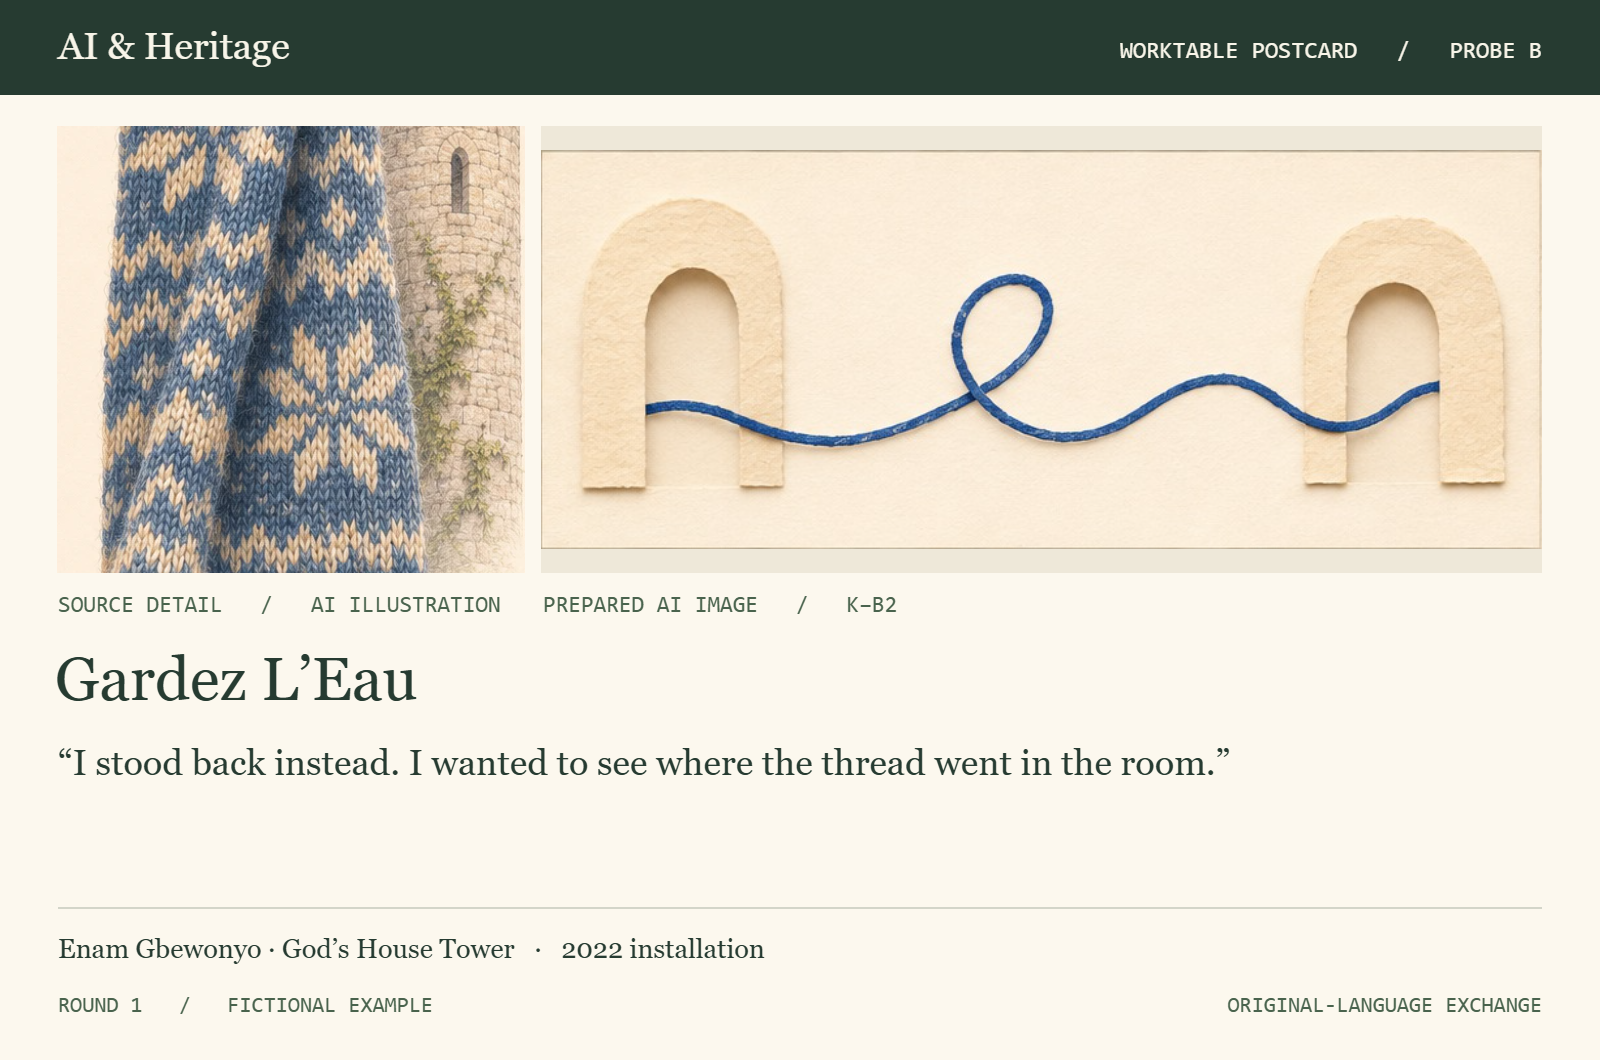 AI & Heritage
WORKTABLE POSTCARD / PROBE B
SOURCE DETAIL / AI ILLUSTRATION
PREPARED AI IMAGE / K–B2
Gardez L’Eau
“I stood back instead. I wanted to see where the thread went in the room.”
Enam Gbewonyo · God’s House Tower · 2022 installation
ROUND 1 / FICTIONAL EXAMPLE
ORIGINAL-LANGUAGE EXCHANGE